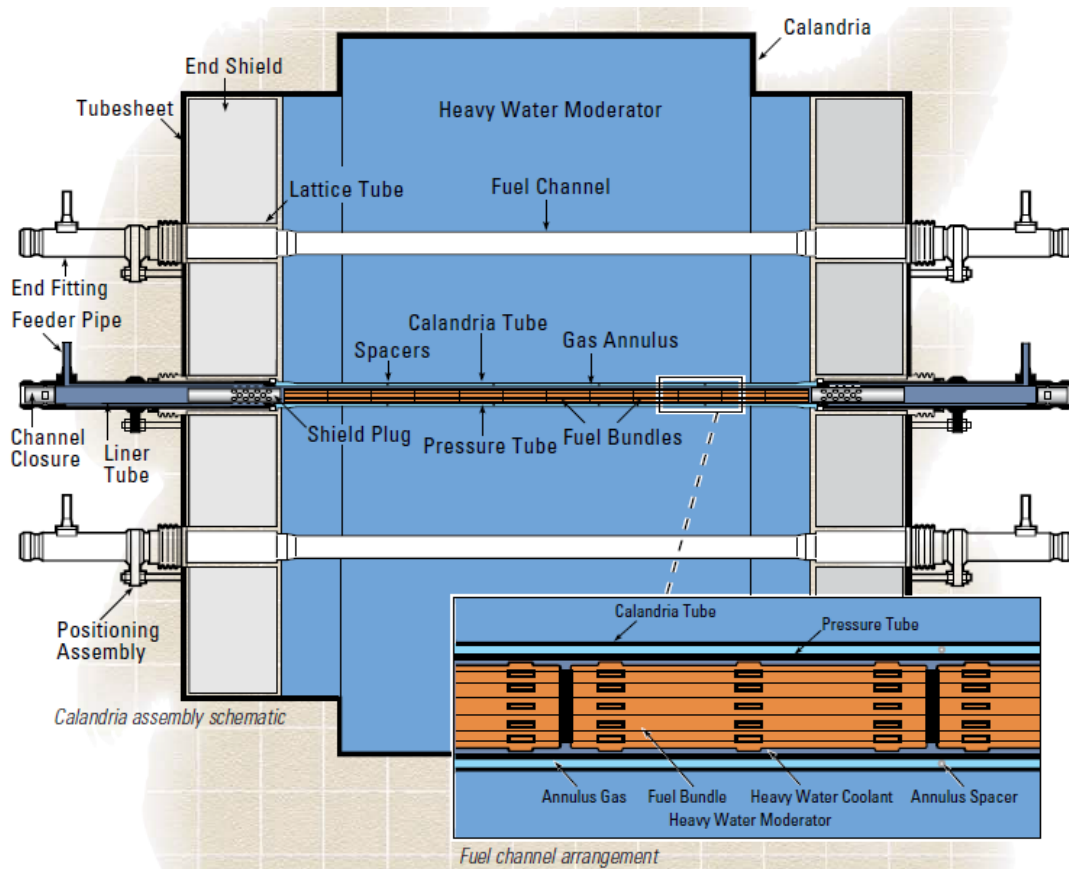 Calandria
End Shield
Tubesheet
Heavy Water Moderator
Lattice Tube
Fuel Channel
End Fitting
Feeder Pipe
Calandria Tube
Spacers
Gas Annulus
Channel
Closure
Liner
Tube
Shield Plug
Pressure Tube
Fuel Bundles
Positioning
Assembly
Calandria assembly schematic
Calandria Tube
Pressure Tube
Annulus Gas
Fuel Bundle
Heavy Water Coolant
Annulus Spacer
Heavy Water Moderator
Fuel channel arrangement